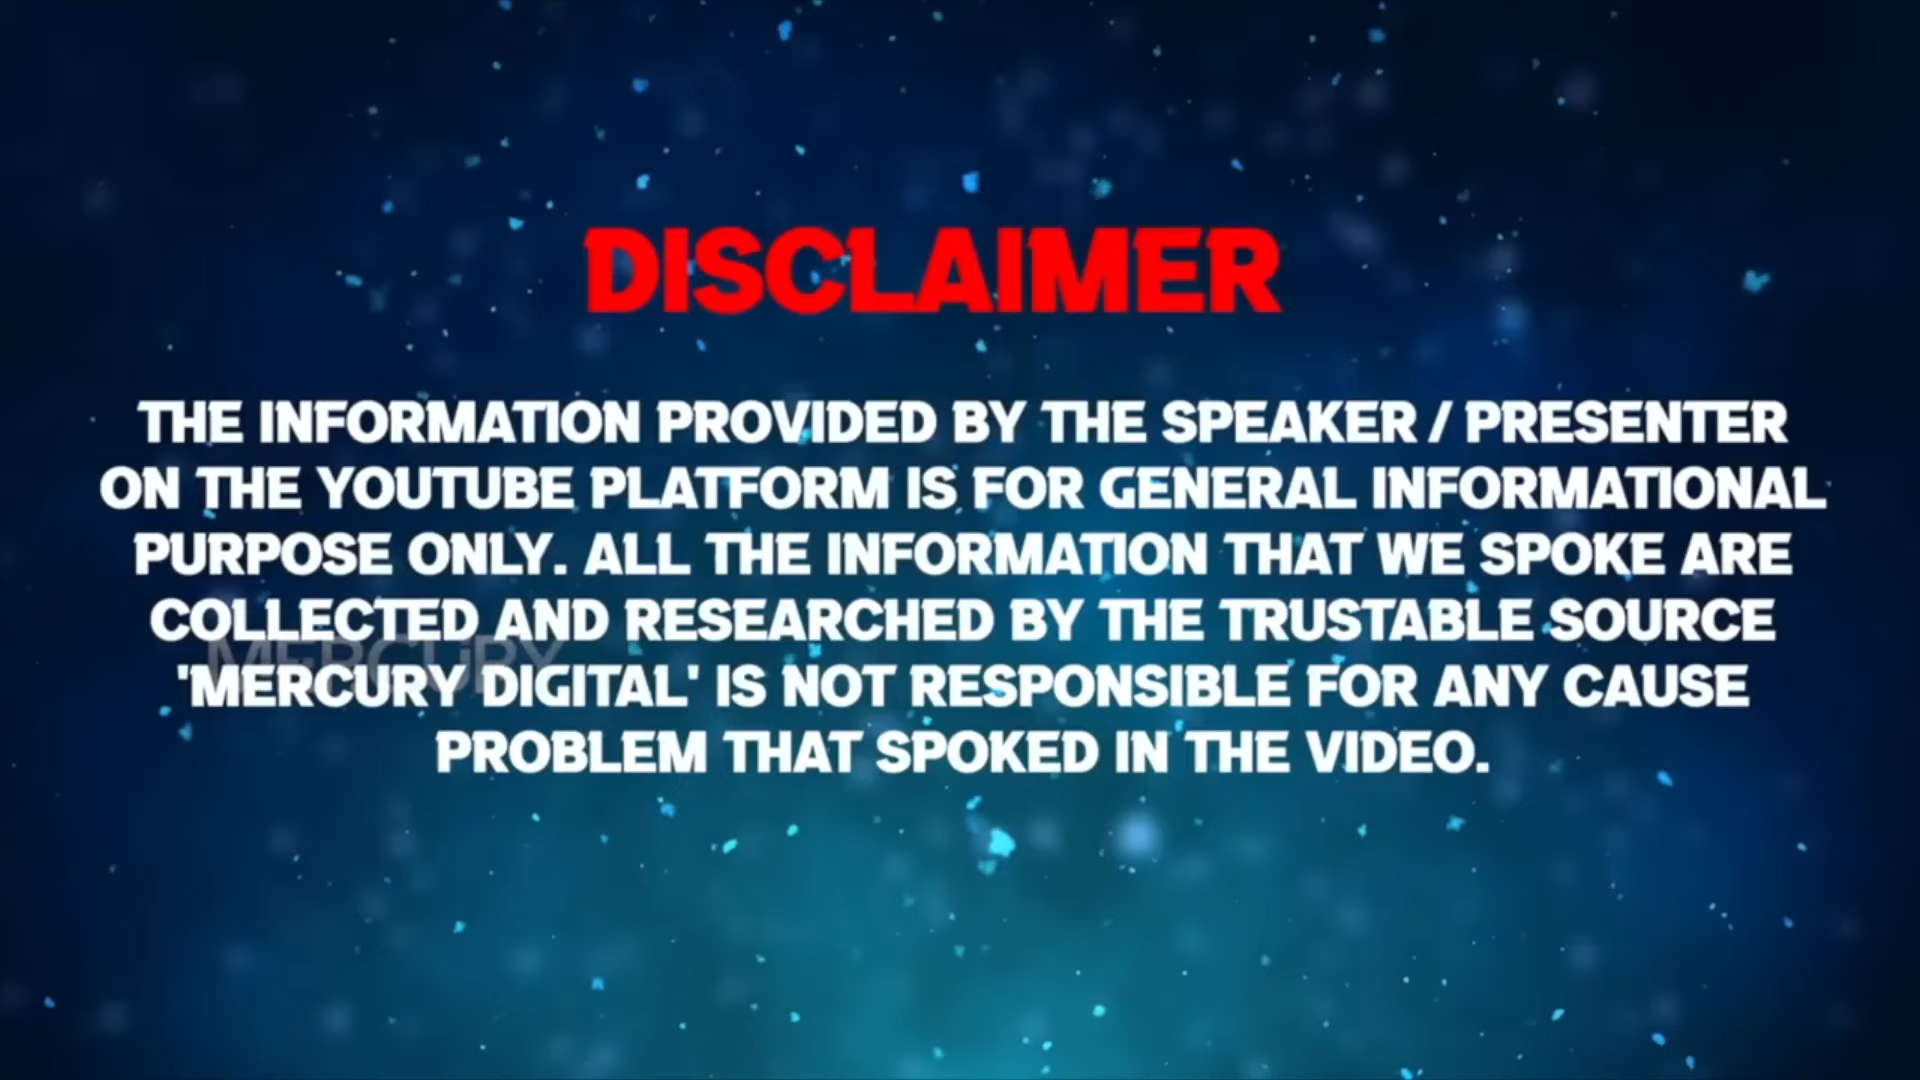 DISCLAIMER
THE INFORMATION PROVIDED BY THE SPEAKER / PRESENTER
ON THE YOUTUBE PLATFORM IS FOR GENERAL INFORMATIONAL
PURPOSE ONLY. ALL THE INFORMATION THAT WE SPOKE ARE
COLLECTED AND RESEARCHED BY THE TRUSTABLE SOURCE
MERCURY
'MERCURY DIGITAL' IS NOT RESPONSIBLE FOR ANY CAUSE
PROBLEM THAT SPOKED IN THE VIDEO.